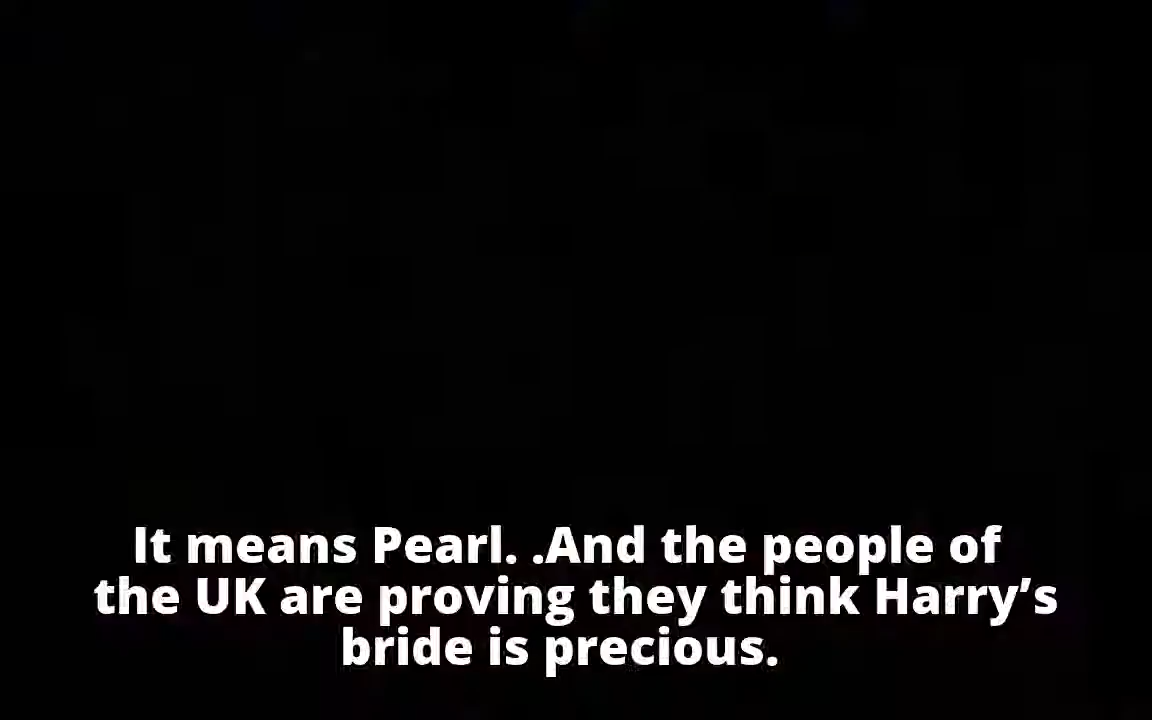 It means Pearl. .And the people of
the UK are proving they think Harry’s
bride is precious.